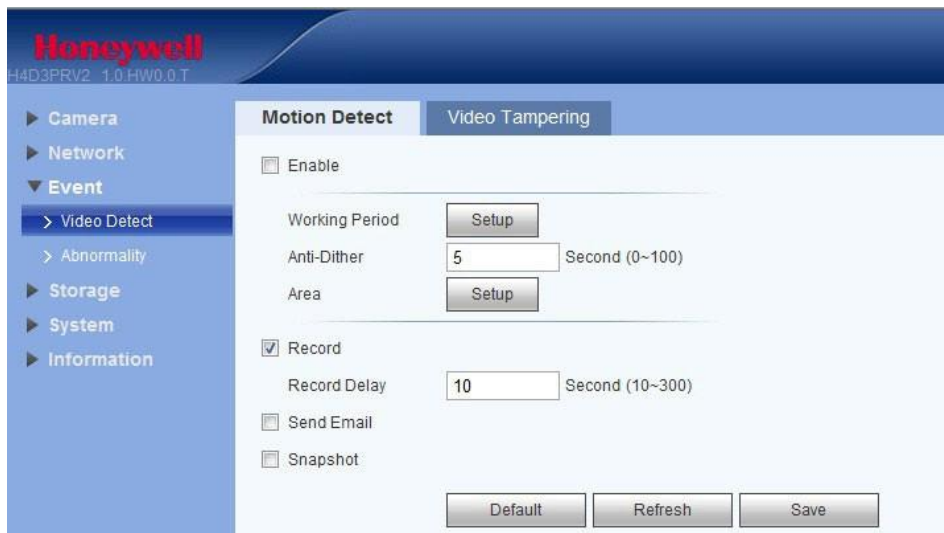 Honeywell
H4D3PRV2 1.0.HW0.0.T
Camera
Network
Event
Video Detect
Abnormality
Storage
System
Information
Motion Detect Video Tampering
Enable
Working Period Setup
Anti-Dither 5 Second (0~100)
Area Setup
Record
Record Delay 10 Second (10~300)
Send Email
Snapshot
Default Refresh Save